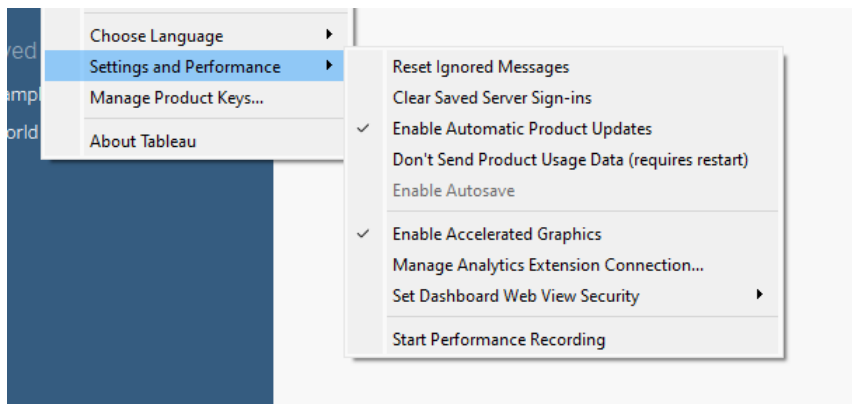 Choose Language
Settings and Performance
Manage Product Keys...
About Tableau
Reset Ignored Messages
Clear Saved Server Sign-ins
Enable Automatic Product Updates
Don't Send Product Usage Data (requires restart)
Enable Autosave
Enable Accelerated Graphics
Manage Analytics Extension Connection...
Set Dashboard Web View Security
Start Performance Recording